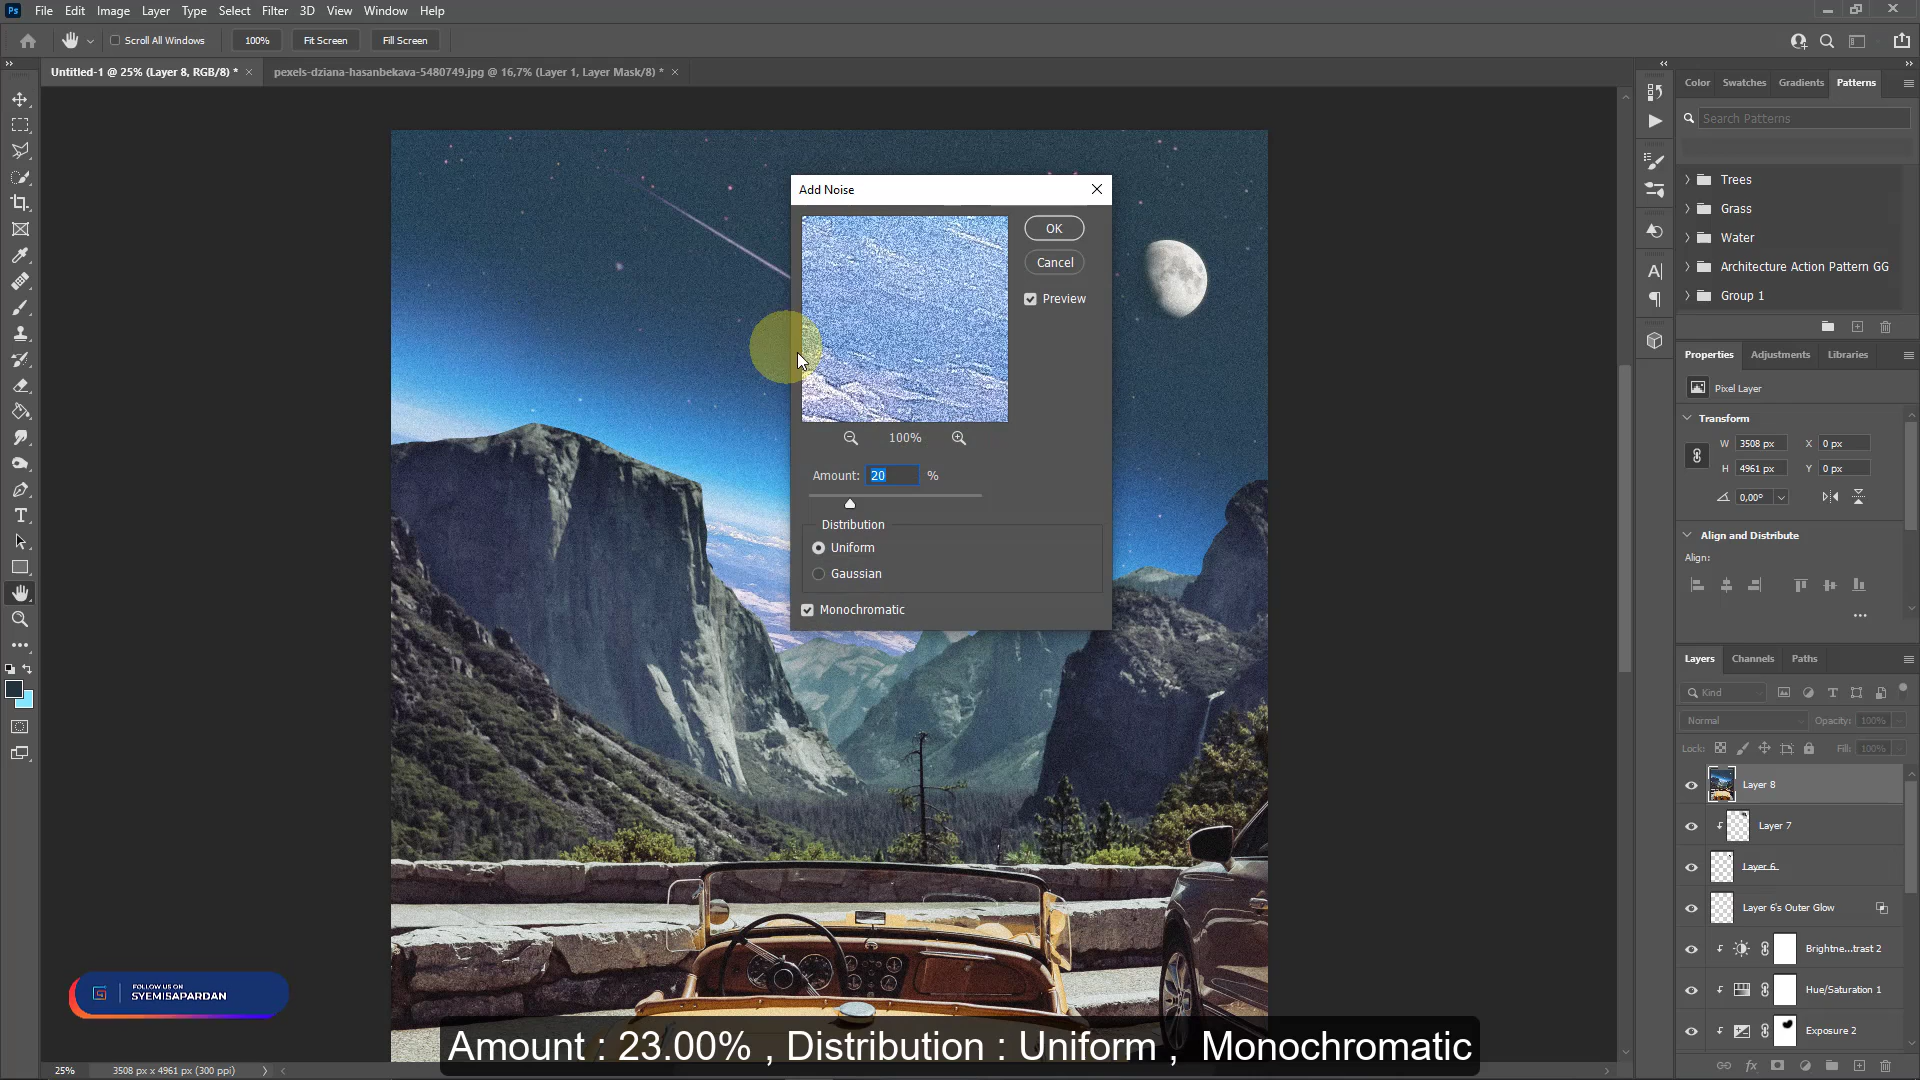 Ps File Edit Image Layer Type Select Filter 3D View Window Help
Scroll All Windows 100% Fit Screen Fill Screen
Untitled-1 @ 25% (Layer 8, RGB/8) * × pexels-dziana-hasanbekava-5480749.jpg @ 16,7% (Layer 1, Layer Mask/8) * ×
Color Swatches Gradients Patterns
Search Patterns
Trees
Grass
Water
Architecture Action Pattern GG
Group 1
Add Noise
OK
Cancel
Preview
100%
Amount: 20 %
Distribution
Uniform
Gaussian
Monochromatic
Properties Adjustments Libraries
Pixel Layer
Transform
W 3508 px X 0 px
H 4961 px Y 0 px
0,00°
Align and Distribute
Align:
Layers Channels Paths
Kind
Normal Opacity: 100%
Lock: Fill: 100%
Layer 8
Layer 7
Layer 6
Layer 6's Outer Glow
Brightne...trast 2
Hue/Saturation 1
Exposure 2
FOLLOW US ON
SYEMISAPARDAN
Amount : 23.00% , Distribution : Uniform , Monochromatic
25% 3508 px x 4961 px (300 ppi)